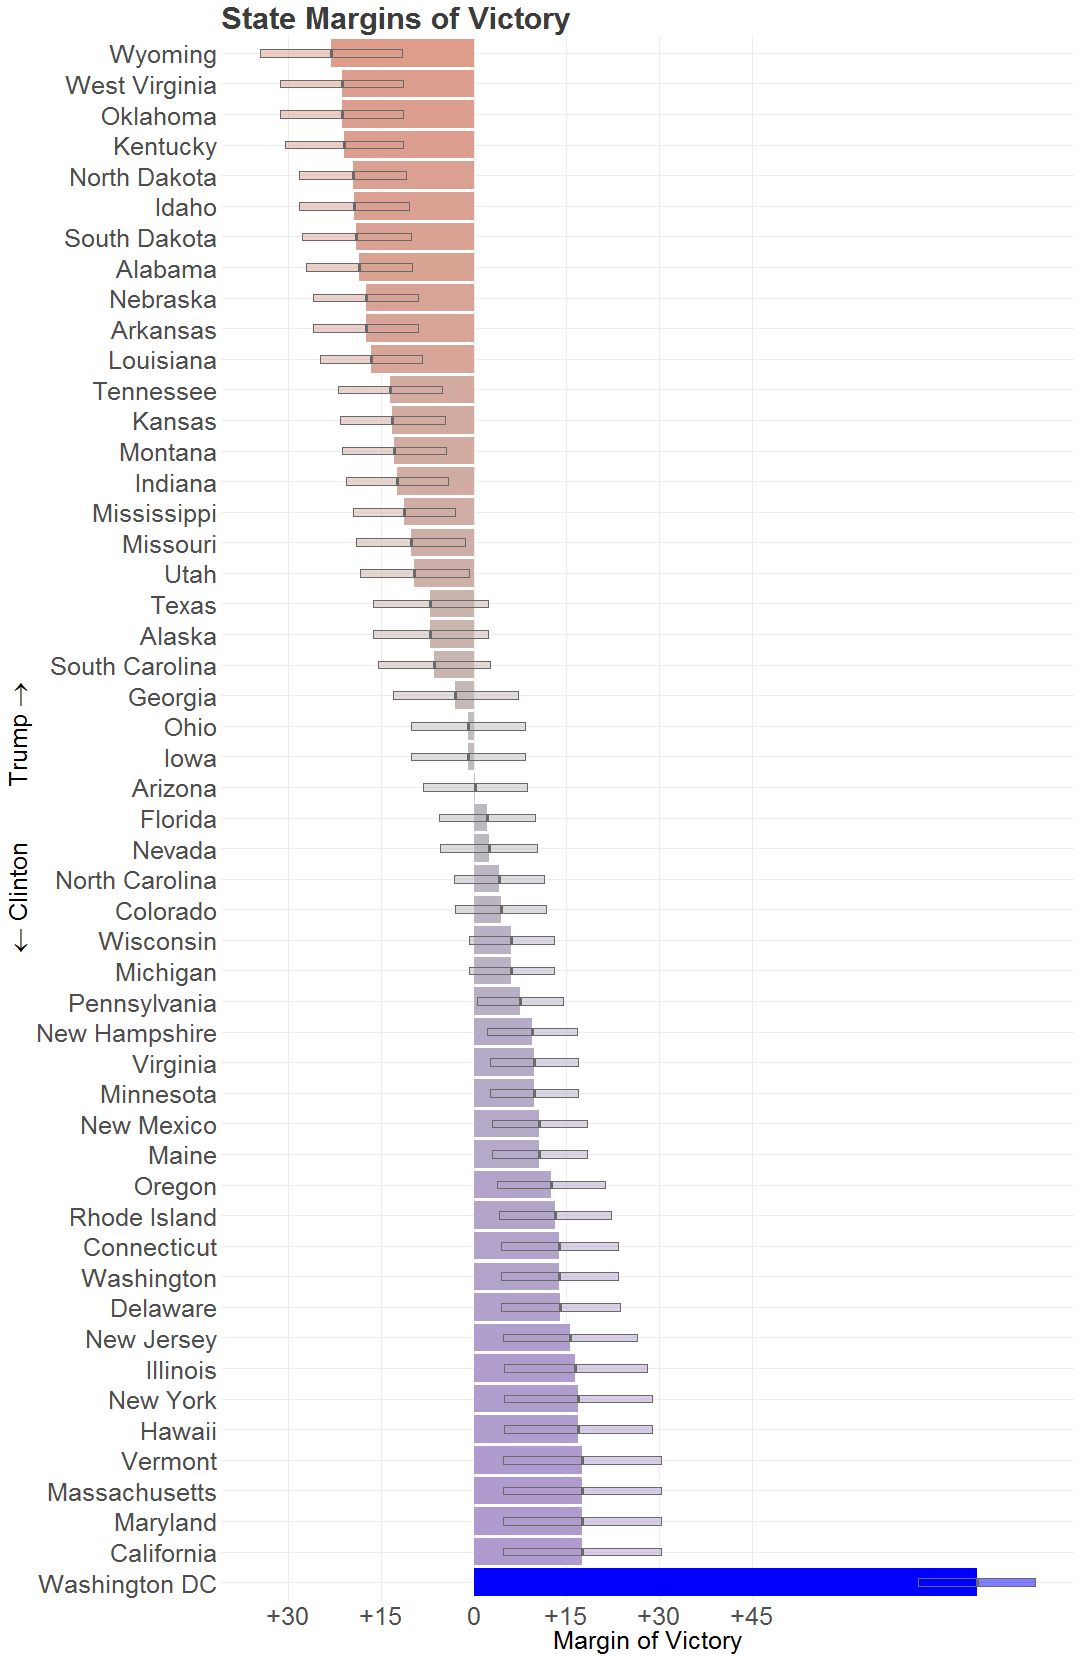 State Margins of Victory
Wyoming
West Virginia
Oklahoma
Kentucky
North Dakota
Idaho
South Dakota
Alabama
Nebraska
Arkansas
Louisiana
Tennessee
Kansas
Montana
Indiana
Mississippi
Missouri
Utah
Texas
Alaska
South Carolina
Georgia
Ohio
Iowa
Arizona
Florida
Nevada
North Carolina
Colorado
Wisconsin
Michigan
Pennsylvania
New Hampshire
Virginia
Minnesota
New Mexico
Maine
Oregon
Rhode Island
Connecticut
Washington
Delaware
New Jersey
Illinois
New York
Hawaii
Vermont
Massachusetts
Maryland
California
Washington DC
← Clinton Trump →
+30 +15 0 +15 +30 +45
Margin of Victory